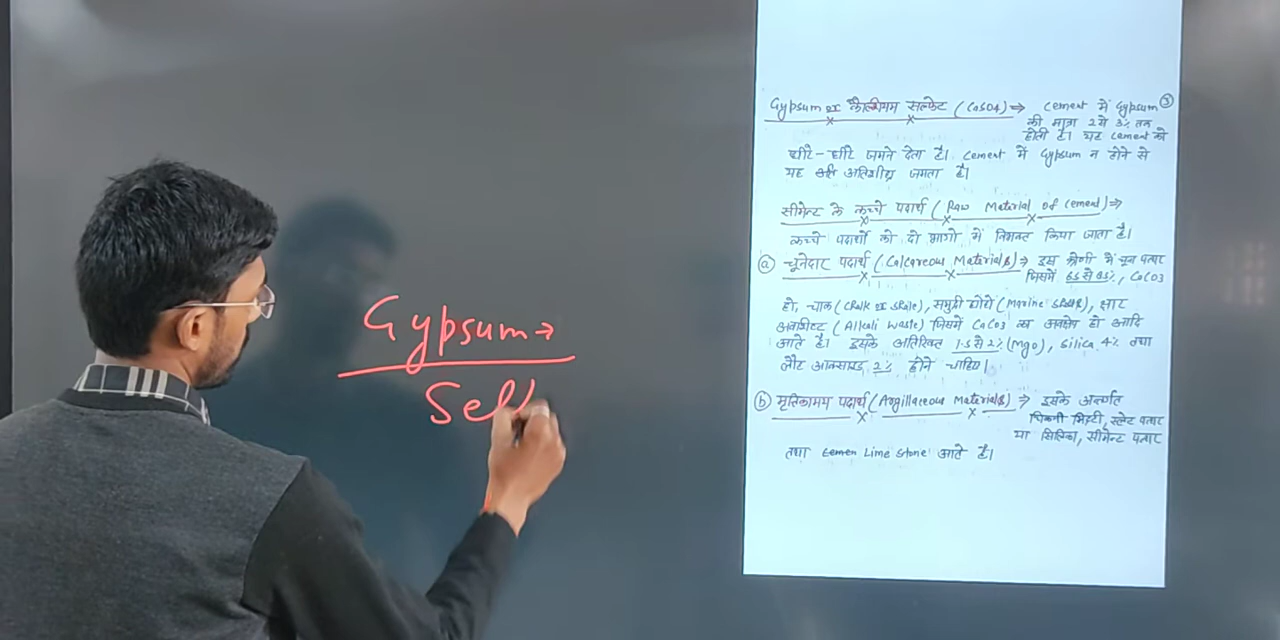 Gypsum →
Sel
Gypsum or कैल्शियम सल्फेट (CaSO4) ⇒ Cement में Gypsum ③
की मात्रा 2 से 3% तक
होती है। यह Cement को
धीरे-धीरे जमने देता है। Cement में Gypsum न होने से
यह अतिशीघ्र जमता है।
सीमेन्ट के कच्चे पदार्थ (Raw Material of Cement) ⇒
कच्चे पदार्थों को दो भागो में विभक्त किया जाता है।
ⓐ चूनेदार पदार्थ (Calcareous Materials) ⇒ इस श्रेणी में चून पत्थर
जिसमें 65 से 85%, CaCO3
हो, चाक (Chalk or Shale), समुद्री घोंघे (Marine Shells), क्षार
अवशिष्ट (Alkali Waste) जिसमें CaCO3 का अवक्षेप हो आदि
आते है। इसके अतिरिक्त 1.5 से 2% (MgO), Silica 4% तथा
लौह आक्साइड 2% होने चाहिए।
ⓑ मृतिकामय पदार्थ (Argillaceous Materials) ⇒ इसके अन्तर्गत
चिकनी मिट्टी, स्लेट पत्थर
या सिलिका, सीमेन्ट पत्थर
तथा Lime Stone आते है।